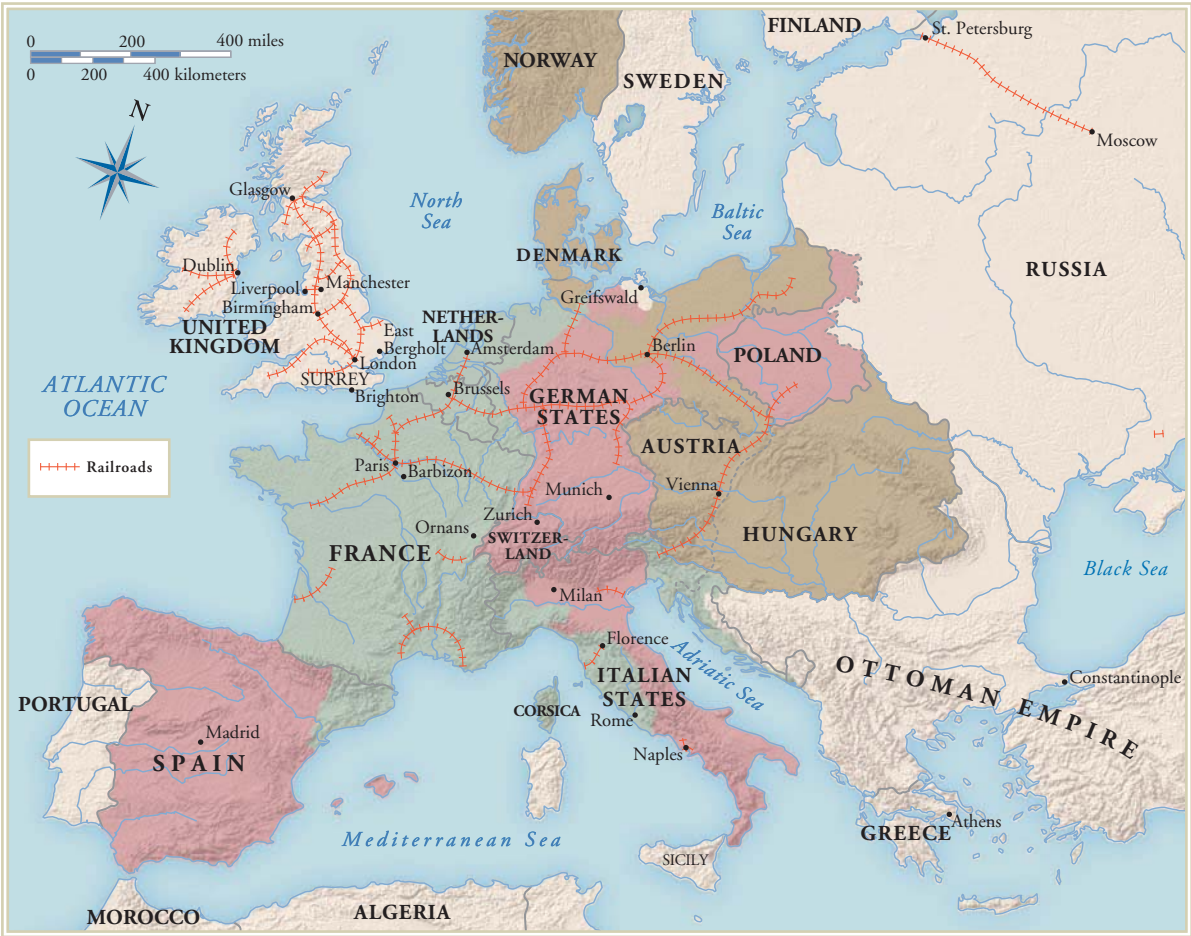 0 200 400 miles
0 200 400 kilometers
N
NORWAY
SWEDEN
FINLAND
St. Petersburg
Moscow
Glasgow
North
Sea
Baltic
Sea
RUSSIA
DENMARK
Dublin
Liverpool
Manchester
Birmingham
UNITED
KINGDOM
East
Bergholt
London
SURREY
Brighton
Greifswald
NETHER-
LANDS
Amsterdam
Brussels
Berlin
POLAND
ATLANTIC
OCEAN
GERMAN
STATES
AUSTRIA
Railroads
Paris
Barbizon
Munich
Vienna
Zurich
SWITZER-
LAND
Ornans
FRANCE
HUNGARY
Black Sea
Milan
Florence
Adriatic Sea
ITALIAN
STATES
CORSICA
Rome
Naples
OTTOMAN EMPIRE
Constantinople
PORTUGAL
Madrid
SPAIN
Mediterranean Sea
GREECE
Athens
SICILY
MOROCCO
ALGERIA